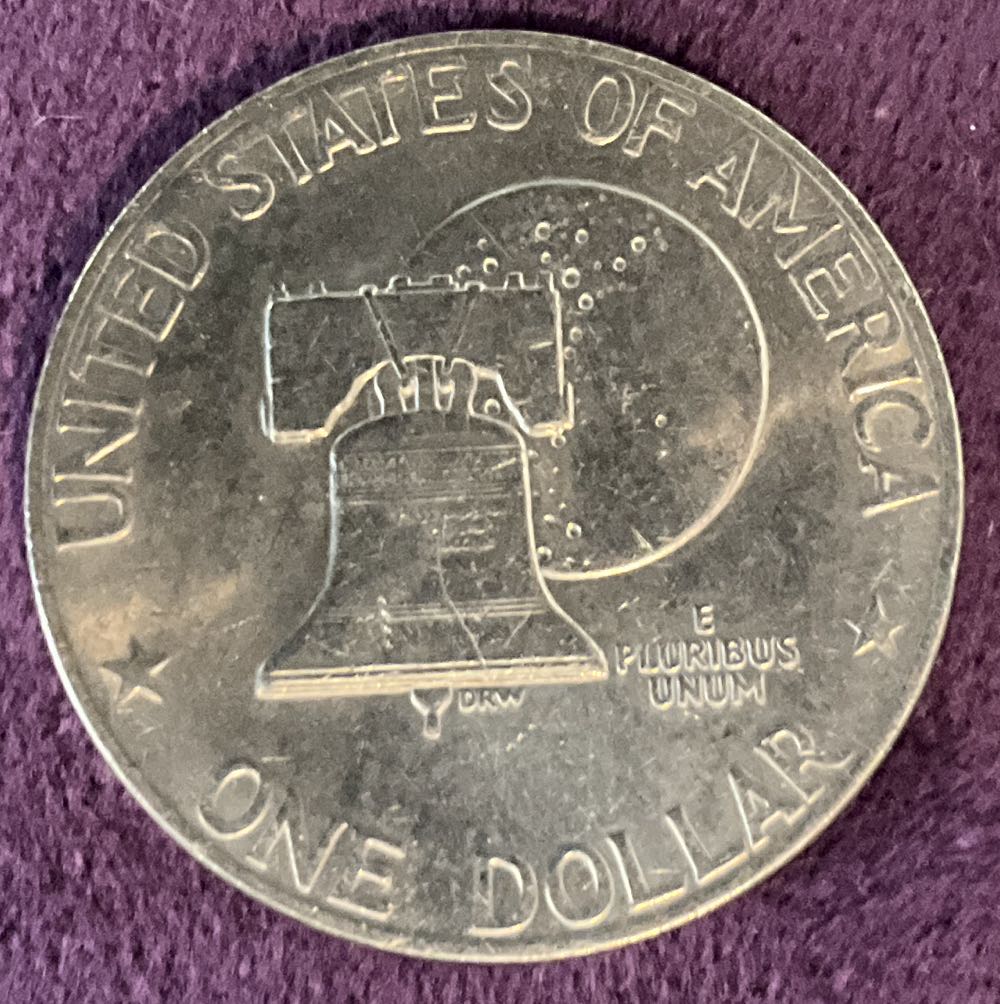 UNITED STATES OF AMERICA
E
PLURIBUS
UNUM
DRW
ONE DOLLAR